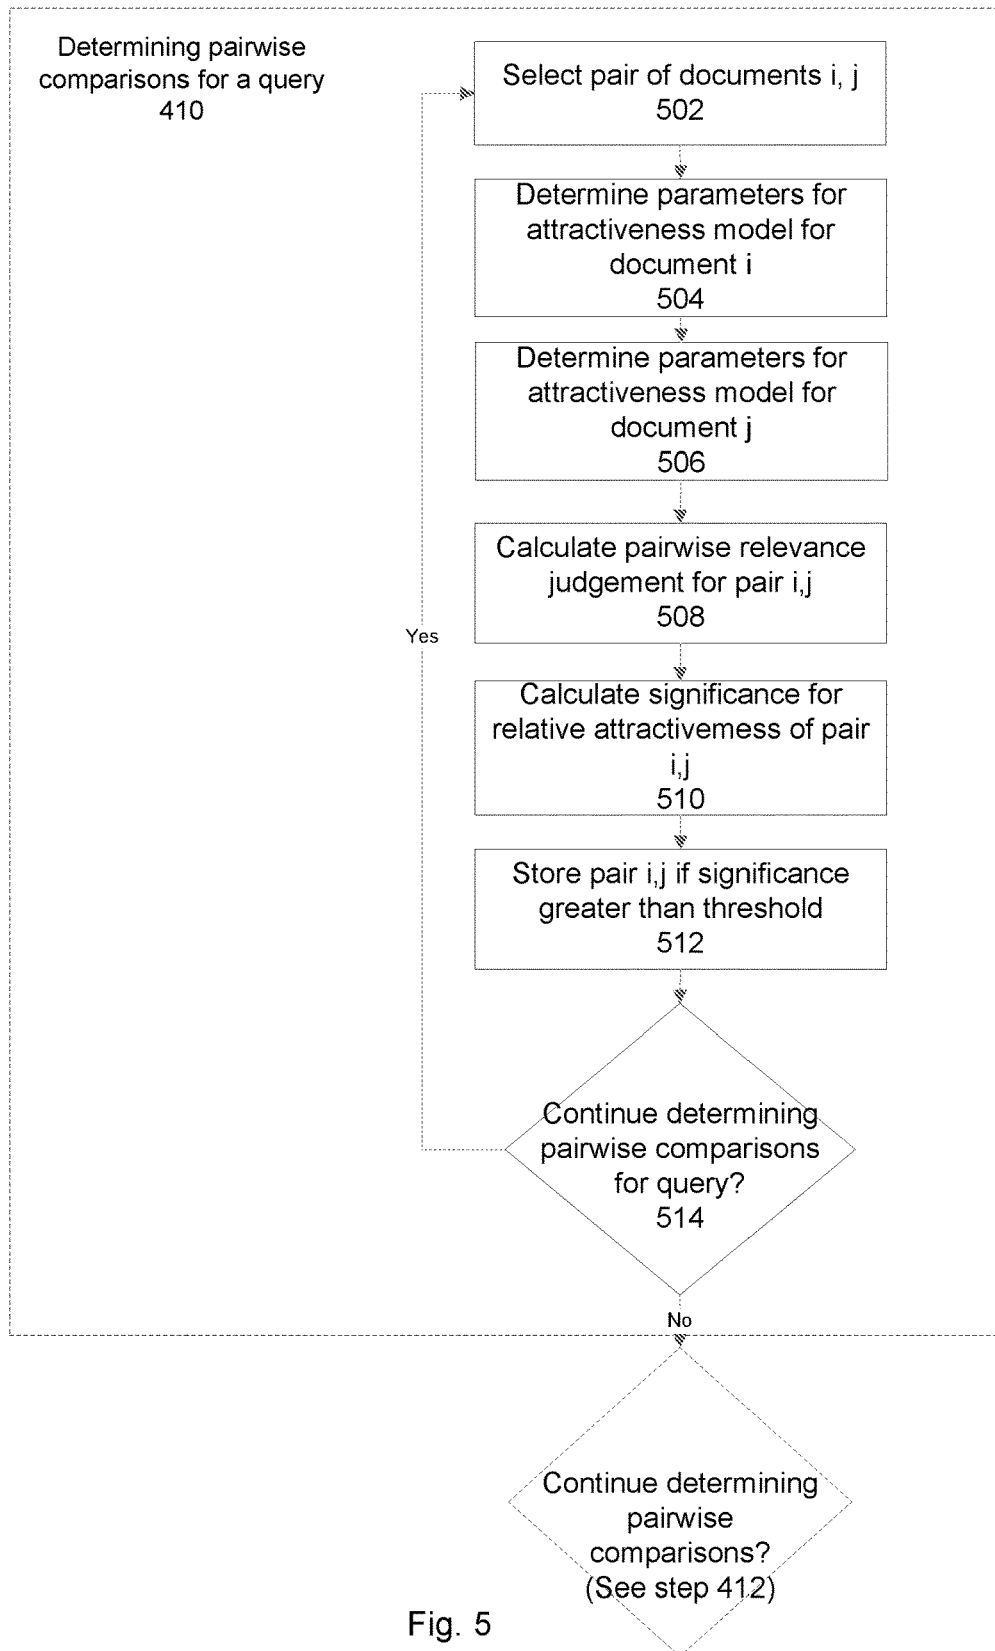 Determining pairwise
comparisons for a query
410
Select pair of documents i, j
502
Determine parameters for
attractiveness model for
document i
504
Determine parameters for
attractiveness model for
document j
506
Calculate pairwise relevance
judgement for pair i,j
508
Yes
Calculate significance for
relative attractivemess of pair
i,j
510
Store pair i,j if significance
greater than threshold
512
Continue determining
pairwise comparisons
for query?
514
No
Continue determining
pairwise
comparisons?
(See step 412)
Fig. 5